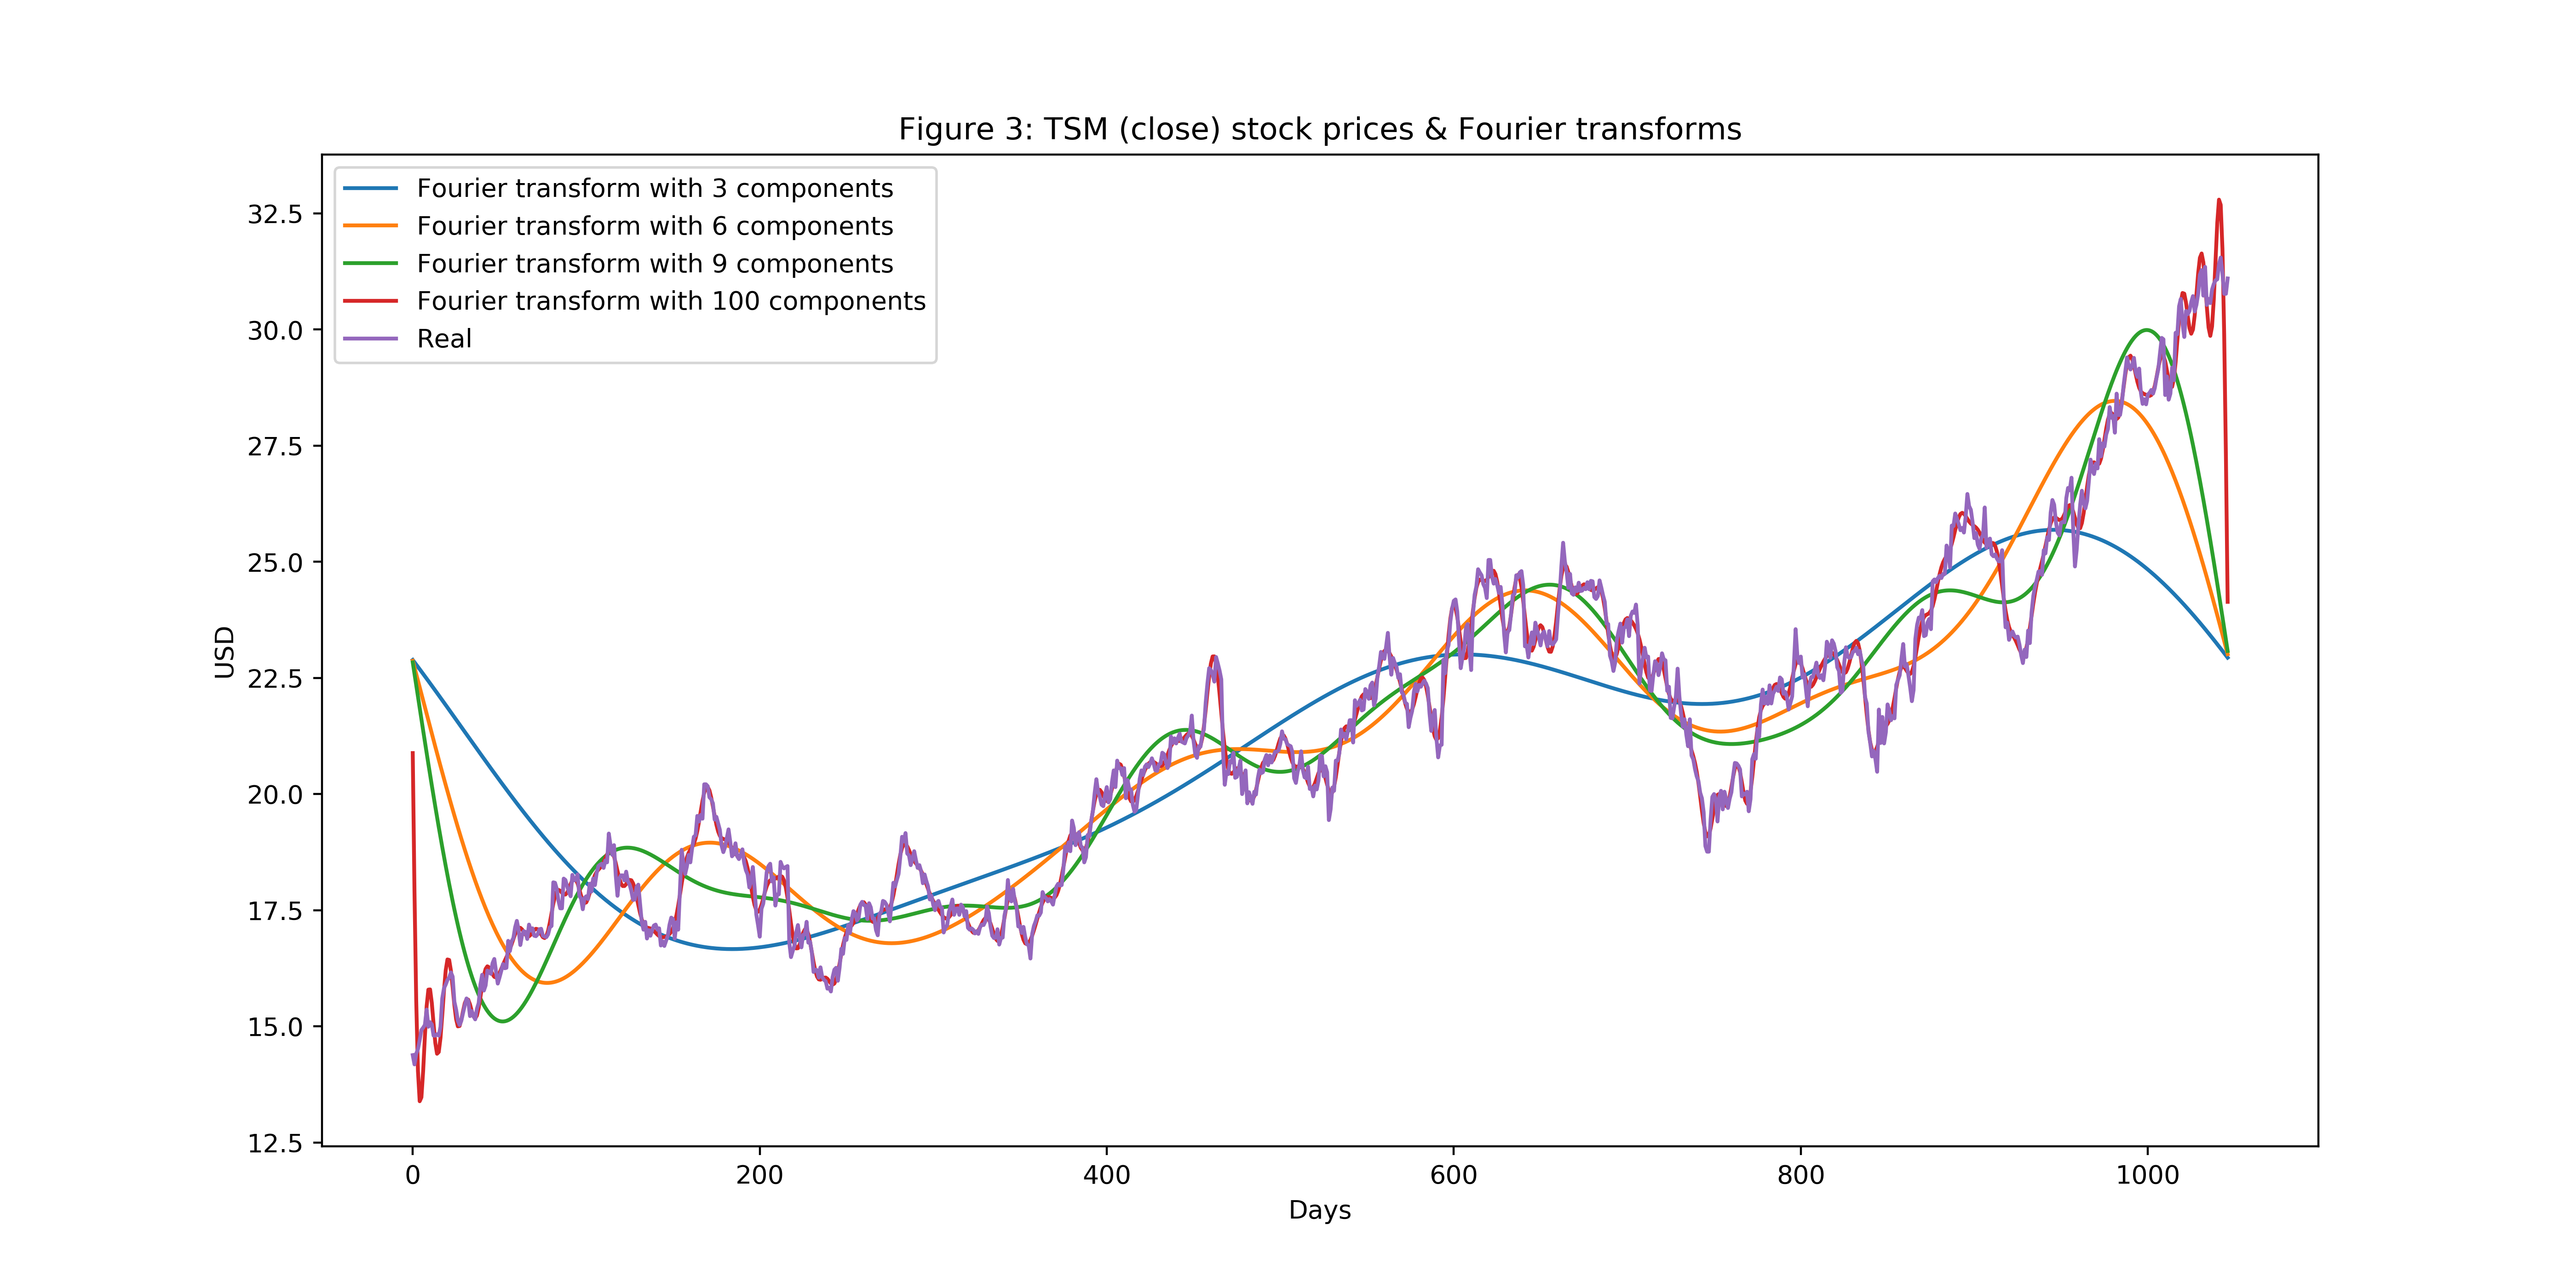 Figure 3: TSM (close) stock prices & Fourier transforms
Fourier transform with 3 components
Fourier transform with 6 components
Fourier transform with 9 components
Fourier transform with 100 components
Real
32.5
30.0
27.5
25.0
22.5
20.0
17.5
15.0
12.5
USD
0 200 400 600 800 1000
Days